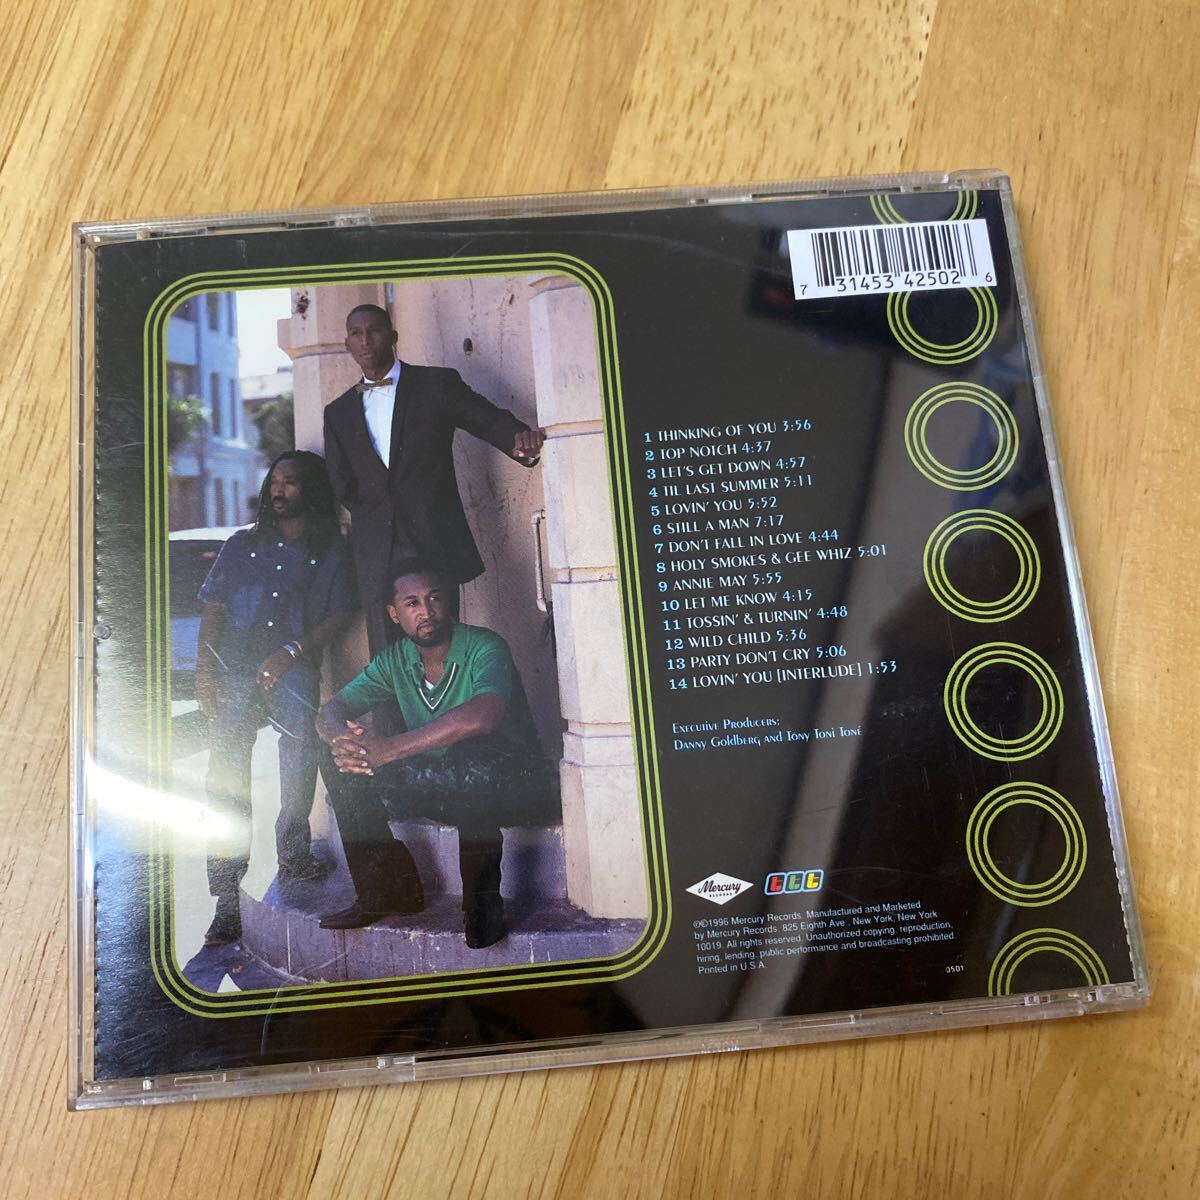 7 31453 42502 6
1 THINKING OF YOU 3:56
2 TOP NOTCH 4:37
3 LET'S GET DOWN 4:57
4 TIL LAST SUMMER 5:11
5 LOVIN' YOU 5:52
6 STILL A MAN 7:17
7 DON'T FALL IN LOVE 4:44
8 HOLY SMOKES & GEE WHIZ 5:01
9 ANNIE MAY 5:55
10 LET ME KNOW 4:15
11 TOSSIN' & TURNIN' 4:48
12 WILD CHILD 5:36
13 PARTY DON'T CRY 5:06
14 LOVIN' YOU [INTERLUDE] 1:53
Executive Producers:
Danny Goldberg and Tony Toni Toné
Mercury
RECORDS
ttt
℗©1996 Mercury Records. Manufactured and Marketed
by Mercury Records, 825 Eighth Ave., New York, New York
10019. All rights reserved. Unauthorized copying, reproduction,
hiring, lending, public performance and broadcasting prohibited.
Printed in U.S.A.
0501